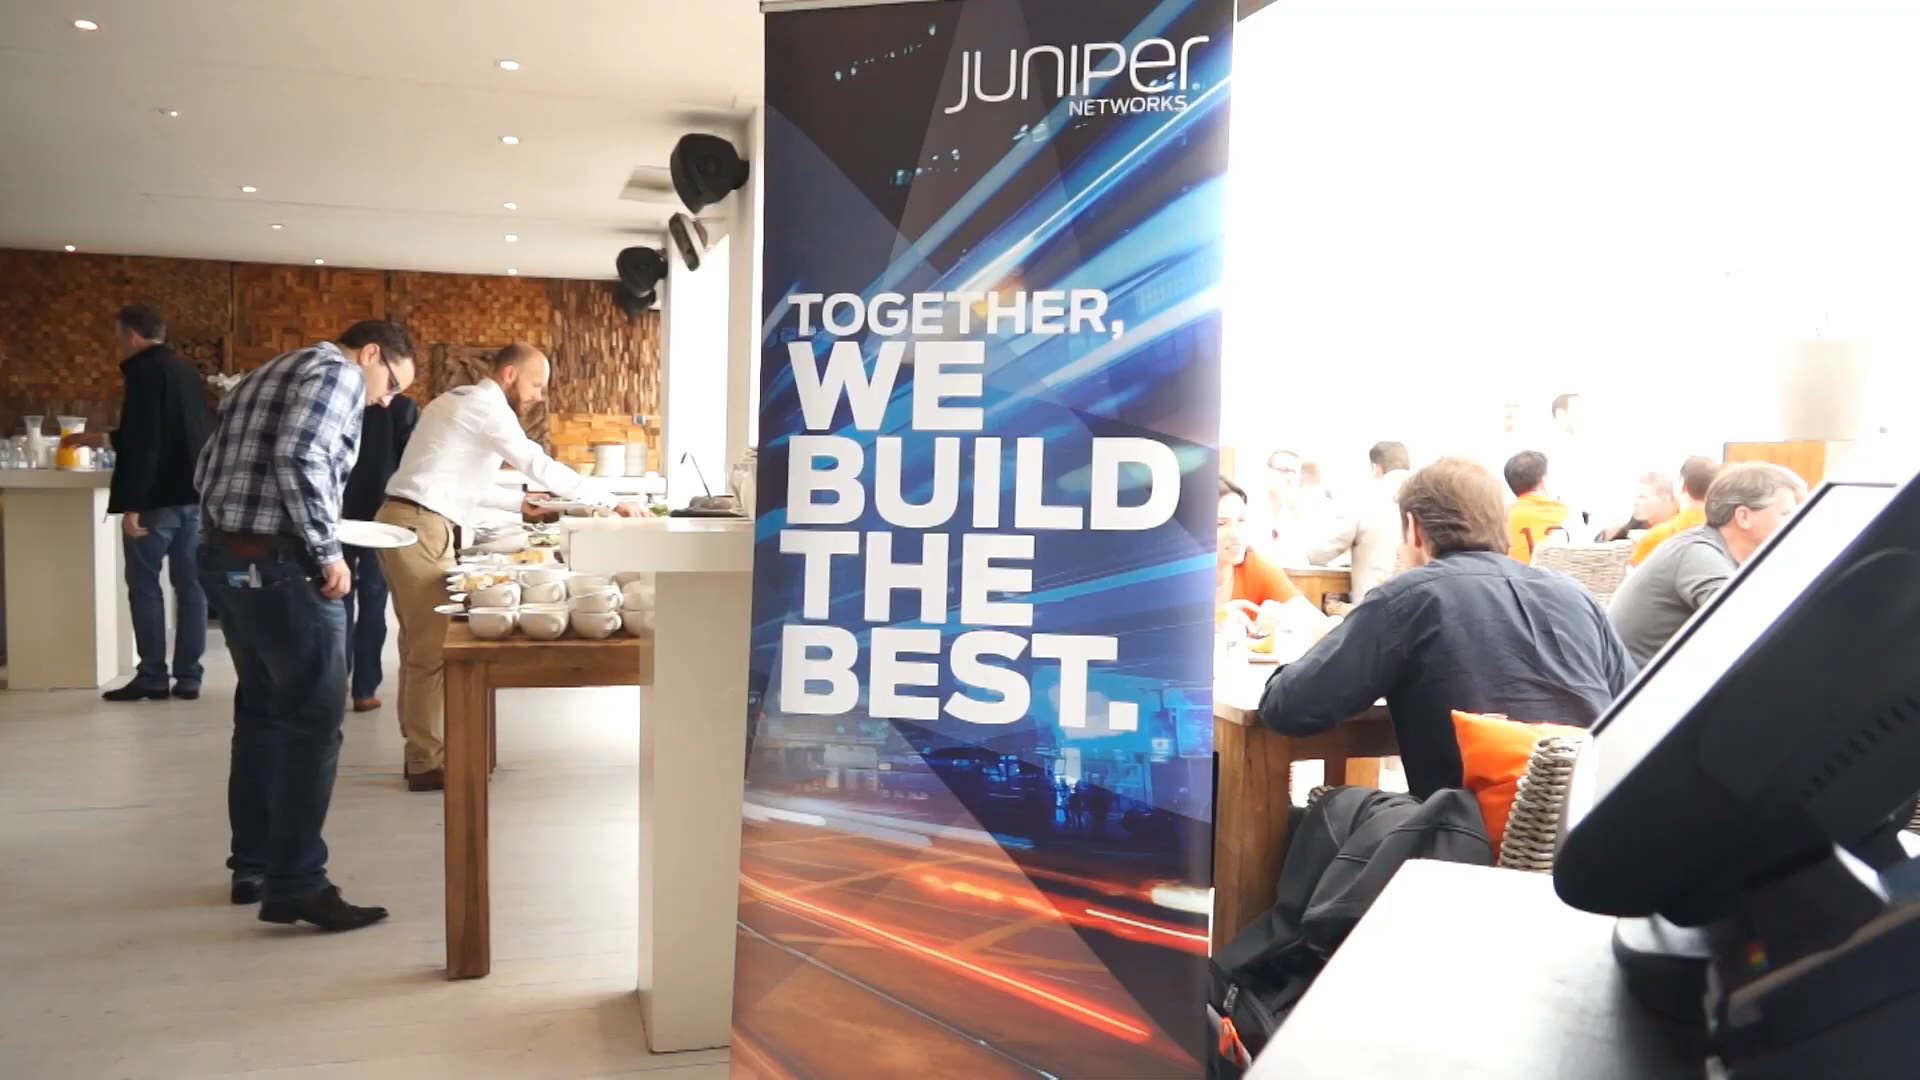 JUNIPER
NETWORKS
TOGETHER,
WE
BUILD
THE
BEST.